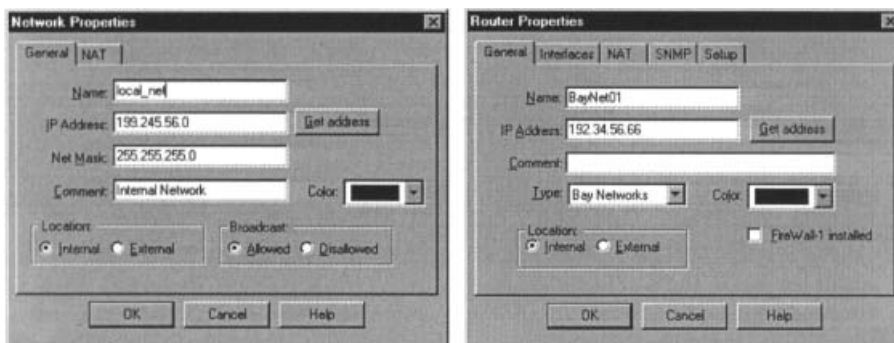 Network Properties
General NAT
Name: local_net
IP Address: 199.245.56.0 Get address
Net Mask: 255.255.255.0
Comment: Internal Network Color:
Location: Broadcast:
Internal External Allowed Disallowed
OK Cancel Help
Router Properties
General Interfaces NAT SNMP Setup
Name: BayNet01
IP Address: 192.34.56.66 Get address
Comment:
Type: Bay Networks Color:
Location:
Internal External FireWall-1 installed
OK Cancel Help